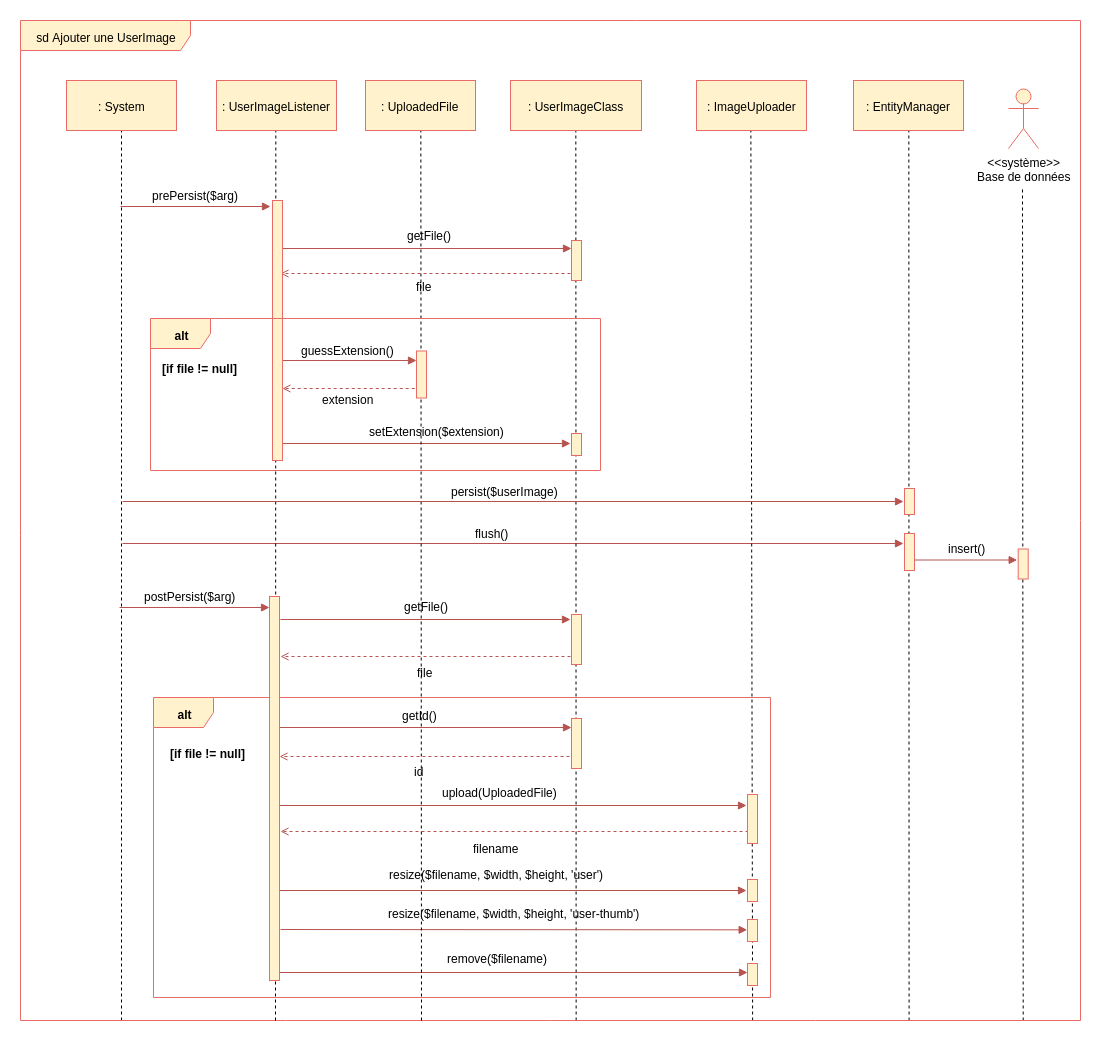 sd Ajouter une UserImage
: System
: UserImageListener
: UploadedFile
: UserImageClass
: ImageUploader
: EntityManager
<<système>>
Base de données
prePersist($arg)
getFile()
file
alt
[if file != null]
guessExtension()
extension
setExtension($extension)
persist($userImage)
flush()
insert()
postPersist($arg)
getFile()
file
alt
getId()
[if file != null]
id
upload(UploadedFile)
filename
resize($filename, $width, $height, 'user')
resize($filename, $width, $height, 'user-thumb')
remove($filename)